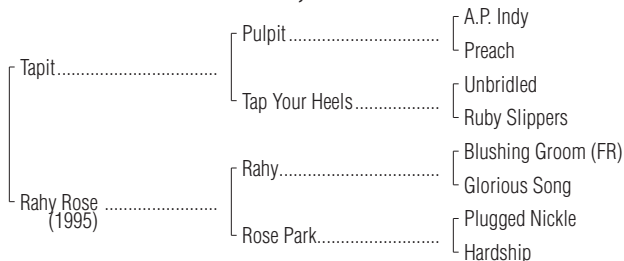 A.P. Indy
Pulpit
Preach
Tapit
Unbridled
Tap Your Heels
Ruby Slippers
Blushing Groom (FR)
Rahy
Glorious Song
Rahy Rose
(1995)
Plugged Nickle
Rose Park
Hardship